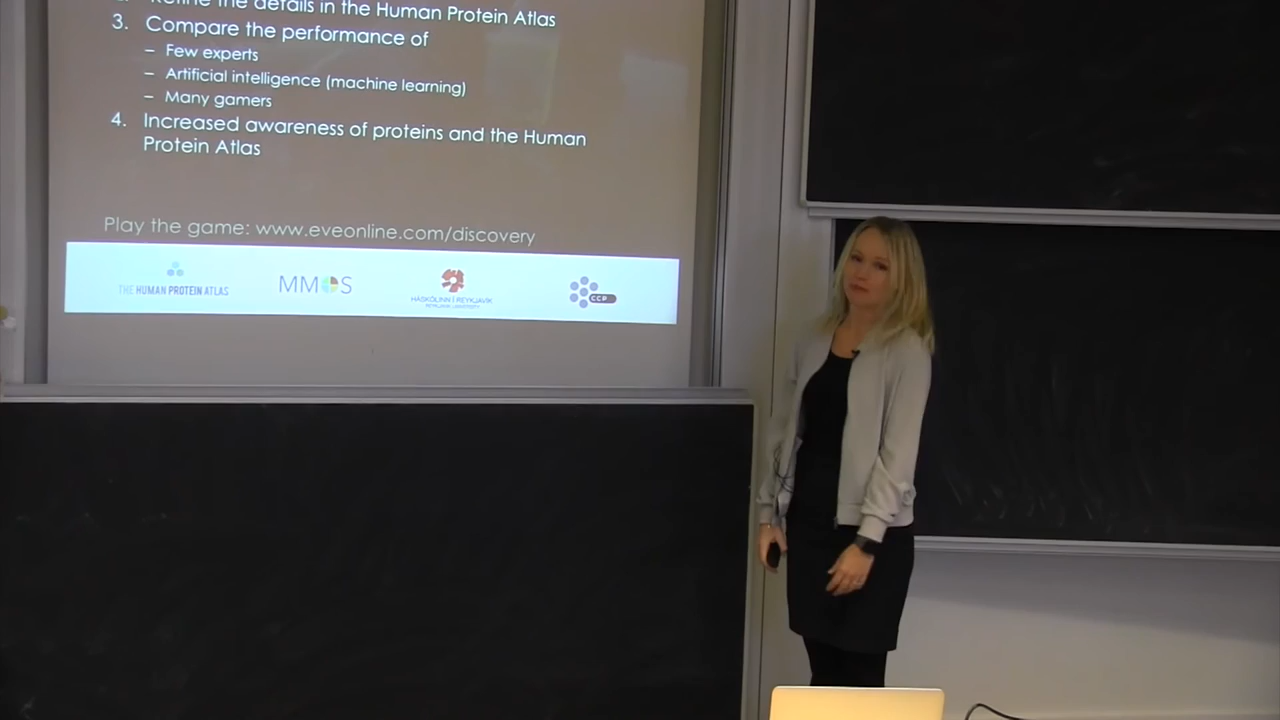 Refine the details in the Human Protein Atlas
3. Compare the performance of
– Few experts
– Artificial intelligence (machine learning)
– Many gamers
4. Increased awareness of proteins and the Human
Protein Atlas
Play the game: www.eveonline.com/discovery
THE HUMAN PROTEIN ATLAS
MMOS
HÁSKÓLINN Í REYKJAVÍK
REYKJAVIK UNIVERSITY
CCP